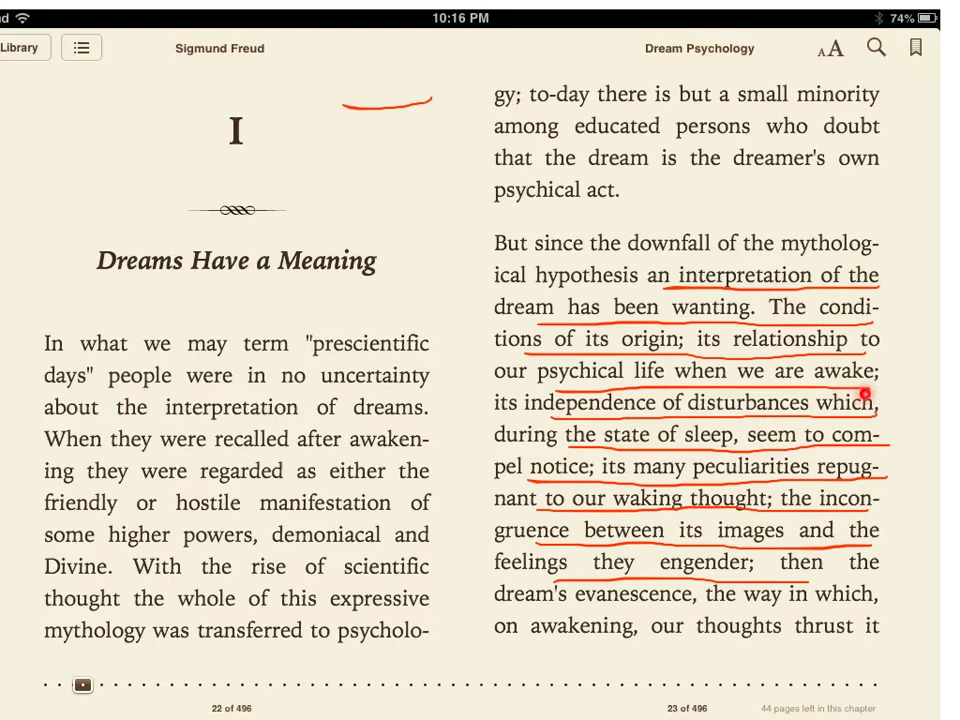 10:16 PM
74%
Library
Sigmund Freud
Dream Psychology
AA
I
Dreams Have a Meaning
In what we may term "prescientific
days" people were in no uncertainty
about the interpretation of dreams.
When they were recalled after awaken-
ing they were regarded as either the
friendly or hostile manifestation of
some higher powers, demoniacal and
Divine. With the rise of scientific
thought the whole of this expressive
mythology was transferred to psycholo-
22 of 496
gy; to-day there is but a small minority
among educated persons who doubt
that the dream is the dreamer's own
psychical act.
But since the downfall of the mytholog-
ical hypothesis an interpretation of the
dream has been wanting. The condi-
tions of its origin; its relationship to
our psychical life when we are awake;
its independence of disturbances which,
during the state of sleep, seem to com-
pel notice; its many peculiarities repug-
nant to our waking thought; the incon-
gruence between its images and the
feelings they engender; then the
dream's evanescence, the way in which,
on awakening, our thoughts thrust it
23 of 496
44 pages left in this chapter